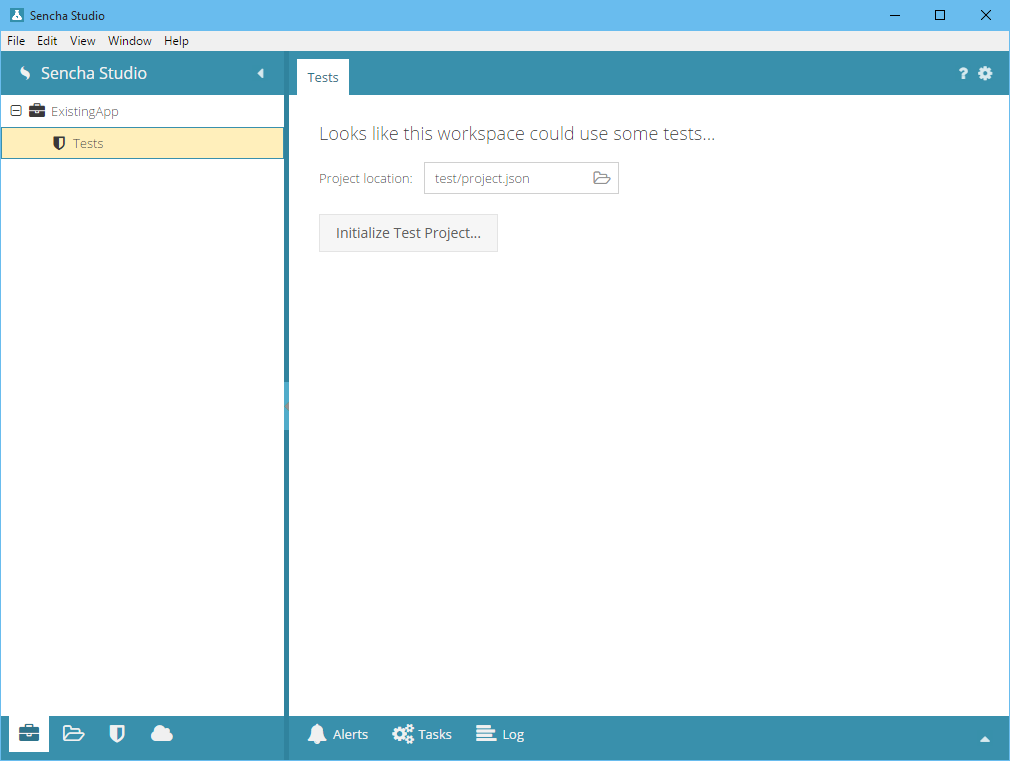 Sencha Studio
File Edit View Window Help
Sencha Studio
Tests
?
ExistingApp
Tests
Looks like this workspace could use some tests...
Project location: test/project.json
Initialize Test Project...
Alerts Tasks Log